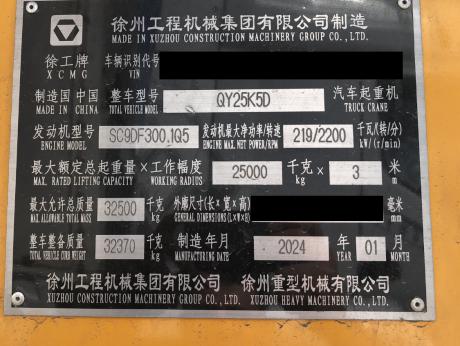 徐州工程机械集团有限公司制造
MADE IN XUZHOU CONSTRUCTION MACHINERY GROUP CO., LTD.
徐工牌 车辆识别代号
XCMG VIN
制造国 中国 整车型号 QY25K5D 汽车起重机
MADE IN CHINA TOTAL VEHICLE MODEL TRUCK CRANE
发动机型号 SC9DF300.1Q5 发动机最大净功率/转速 219/2200 千瓦/(转/分)
ENGINE MODEL ENGINE MAX.NET POWER/RPM kW/(r/min)
最大额定总起重量×工作幅度 25000 千克 × 3 米
MAX. RATED LIFTING CAPACITY WORKING RADIUS kg m
最大允许总质量 32500 千克 外廓尺寸(长×宽×高) 毫米
MAX. ALLOWABLE TOTAL MASS kg GENERAL DIMENSIONS(L×W×H) mm
整车整备质量 32370 千克 制造年月 2024 年 01 月
TOTAL VEHICLE CURB WEIGHT kg MANUFACTURING DATE YEAR MONTH
徐州工程机械集团有限公司 徐州重型机械有限公司
XUZHOU CONSTRUCTION MACHINERY GROUP CO., LTD. XUZHOU HEAVY MACHINERY CO., LTD.